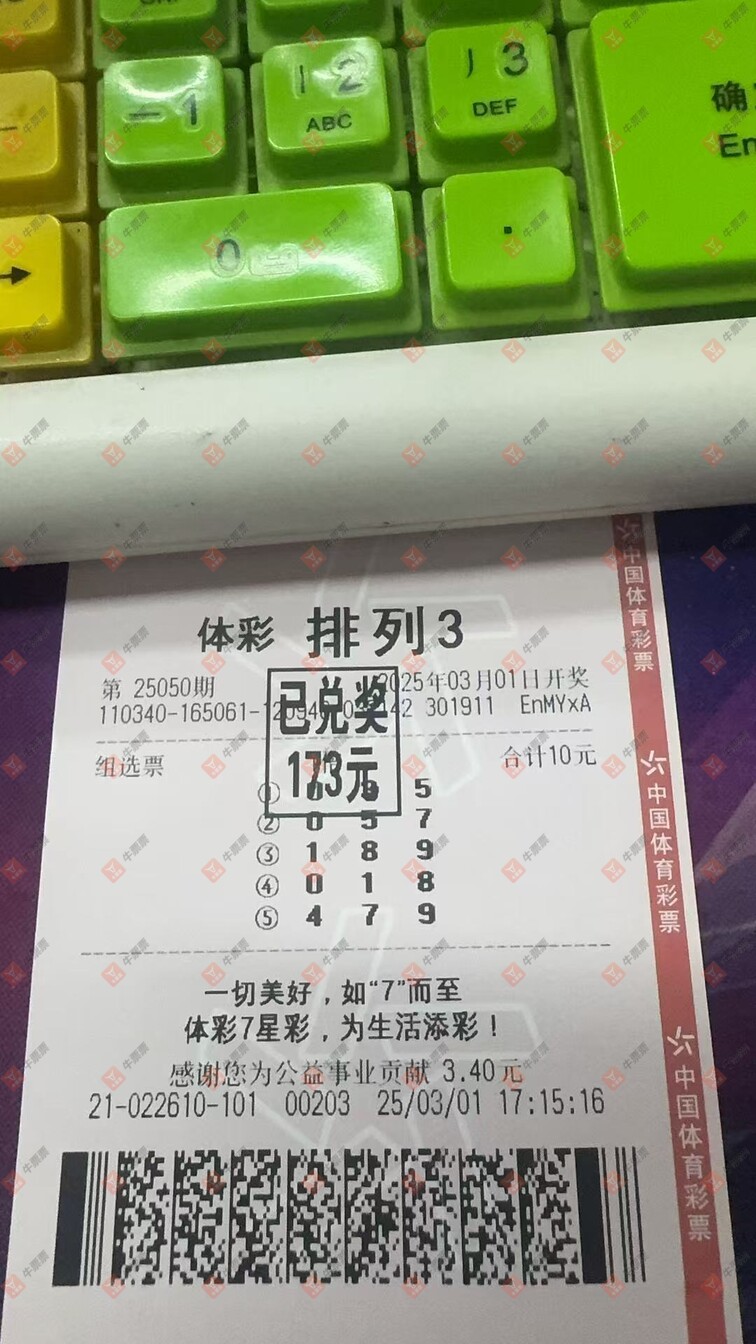 一 1
丨 2
ABC
丿 3
DEF
确
En
0
.
体彩 排列3
第 25050期
2025年03月01日开奖
110340-165061-
142 301911 EnMYxA
已兑奖
173元
组选票
合计10元
① 5
② 0 5 7
③ 1 8 9
④ 0 1 8
⑤ 4 7 9
一切美好，如“7”而至
体彩7星彩，为生活添彩！
感谢您为公益事业贡献 3.40元
21-022610-101 00203 25/03/01 17:15:16
中国体育彩票
中国体育彩票
中国体育彩票
牛票票